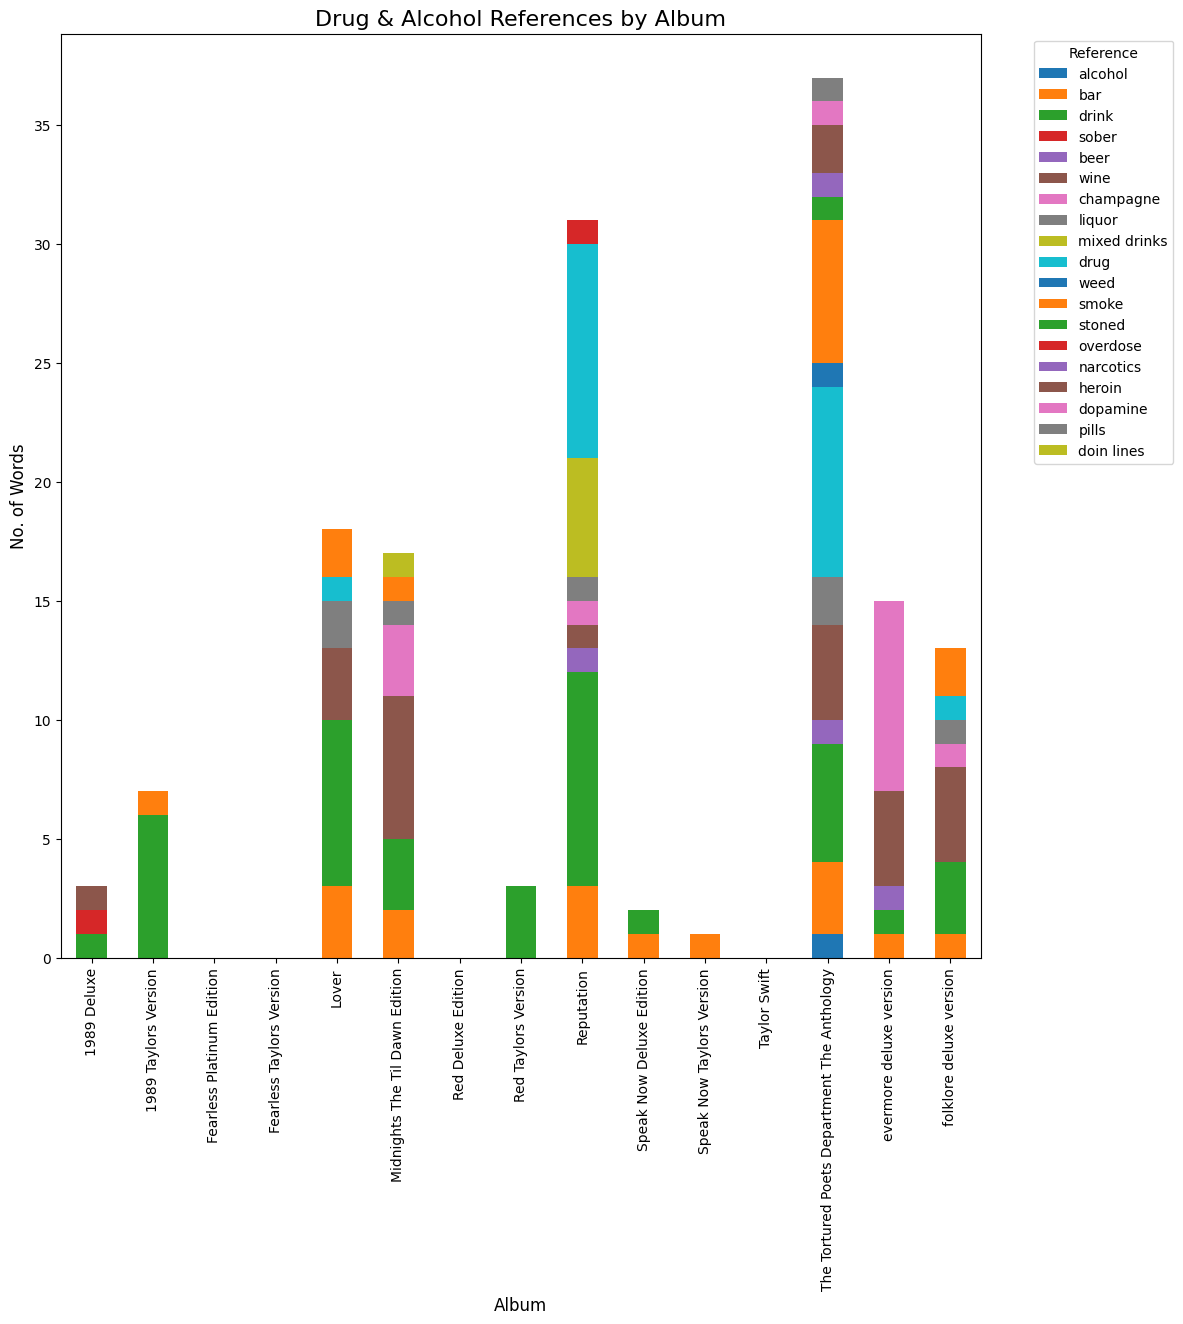 Drug & Alcohol References by Album
Reference
alcohol
bar
drink
sober
beer
wine
champagne
liquor
mixed drinks
drug
weed
smoke
stoned
overdose
narcotics
heroin
dopamine
pills
doin lines
No. of Words
35
30
25
20
15
10
5
0
1989 Deluxe
1989 Taylors Version
Fearless Platinum Edition
Fearless Taylors Version
Lover
Midnights The Til Dawn Edition
Red Deluxe Edition
Red Taylors Version
Reputation
Speak Now Deluxe Edition
Speak Now Taylors Version
Taylor Swift
The Tortured Poets Department The Anthology
evermore deluxe version
folklore deluxe version
Album